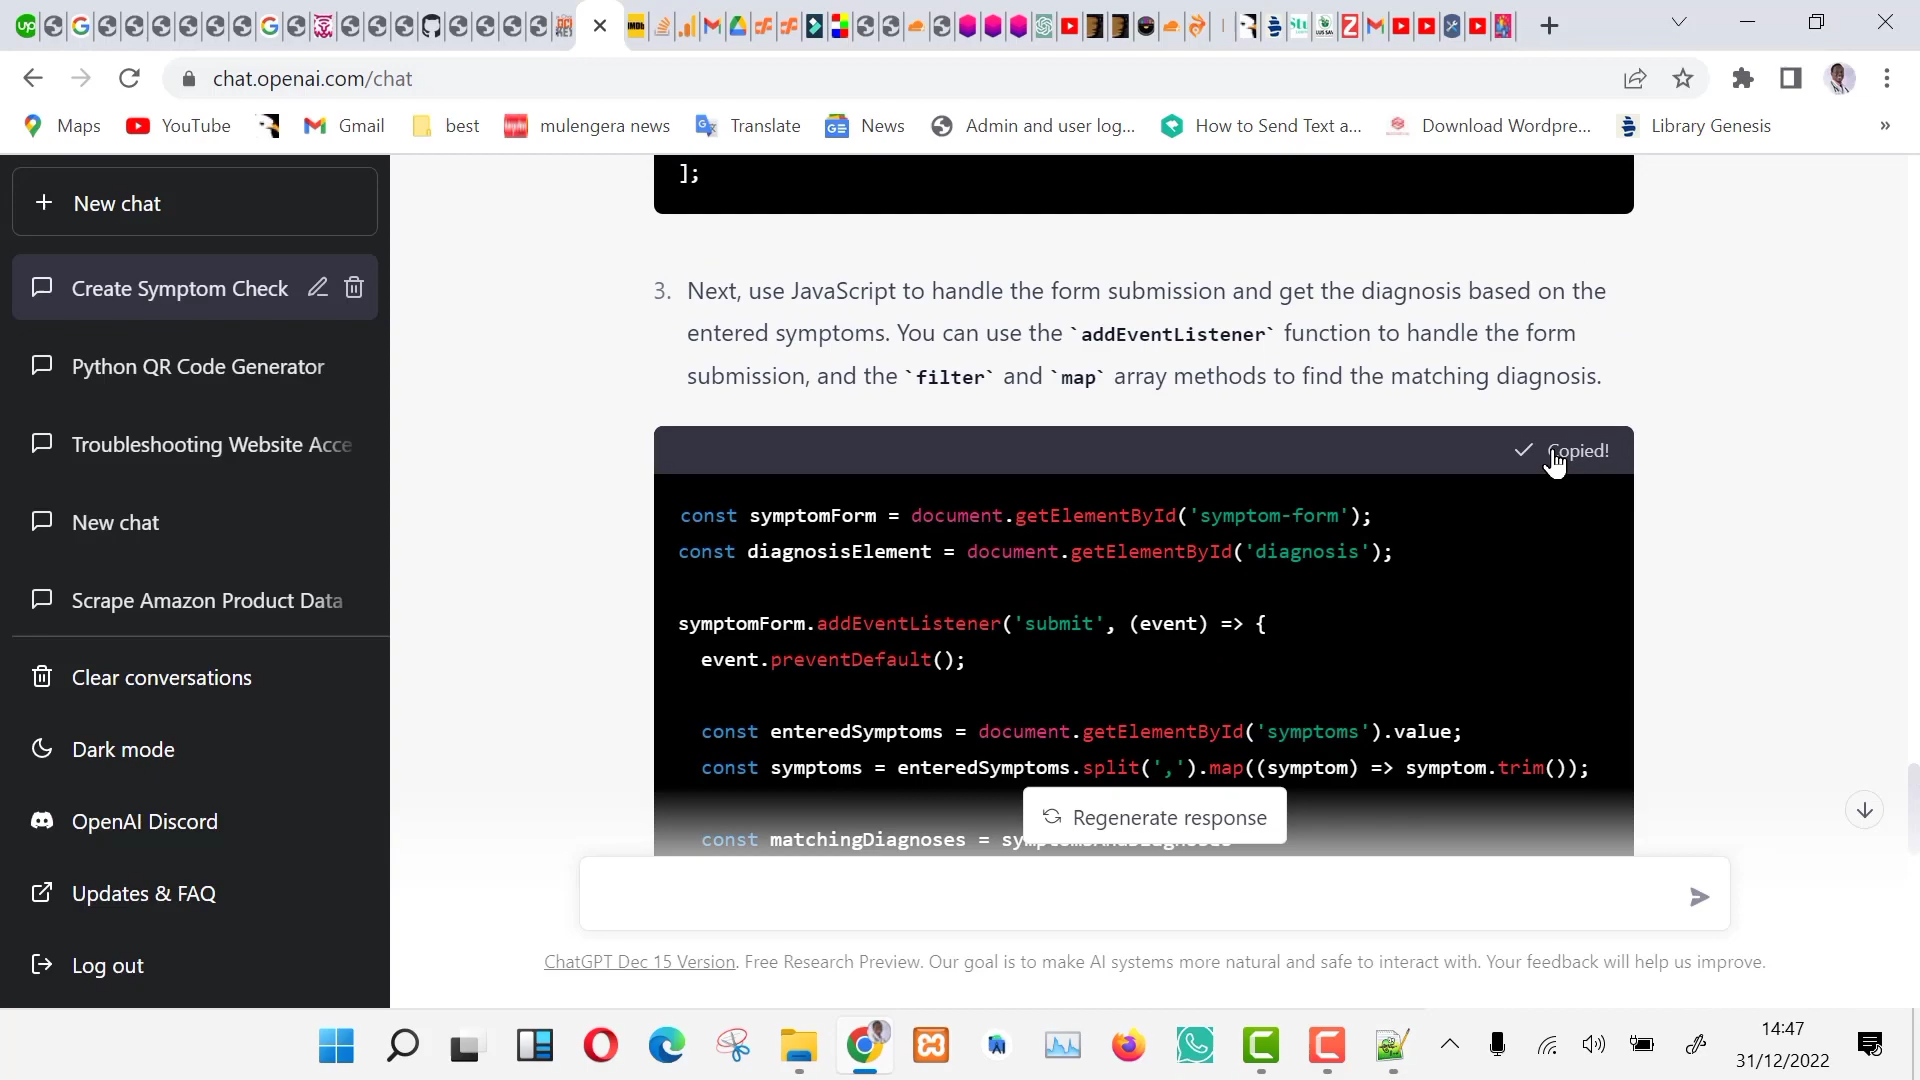 chat.openai.com/chat
Maps
YouTube
Gmail
best
mulengera news
Translate
News
Admin and user log...
How to Send Text a...
Download Wordpre...
Library Genesis
»
New chat
Create Symptom Check
Python QR Code Generator
Troubleshooting Website Acce
New chat
Scrape Amazon Product Data
Clear conversations
Dark mode
OpenAI Discord
Updates & FAQ
Log out
];
3. Next, use JavaScript to handle the form submission and get the diagnosis based on the
entered symptoms. You can use the `addEventListener` function to handle the form
submission, and the `filter` and `map` array methods to find the matching diagnosis.
Copied!
const symptomForm = document.getElementById('symptom-form');
const diagnosisElement = document.getElementById('diagnosis');
symptomForm.addEventListener('submit', (event) => {
event.preventDefault();
const enteredSymptoms = document.getElementById('symptoms').value;
const symptoms = enteredSymptoms.split(',').map((symptom) => symptom.trim());
const matchingDiagnoses =
Regenerate response
ChatGPT Dec 15 Version. Free Research Preview. Our goal is to make AI systems more natural and safe to interact with. Your feedback will help us improve.
14:47
31/12/2022